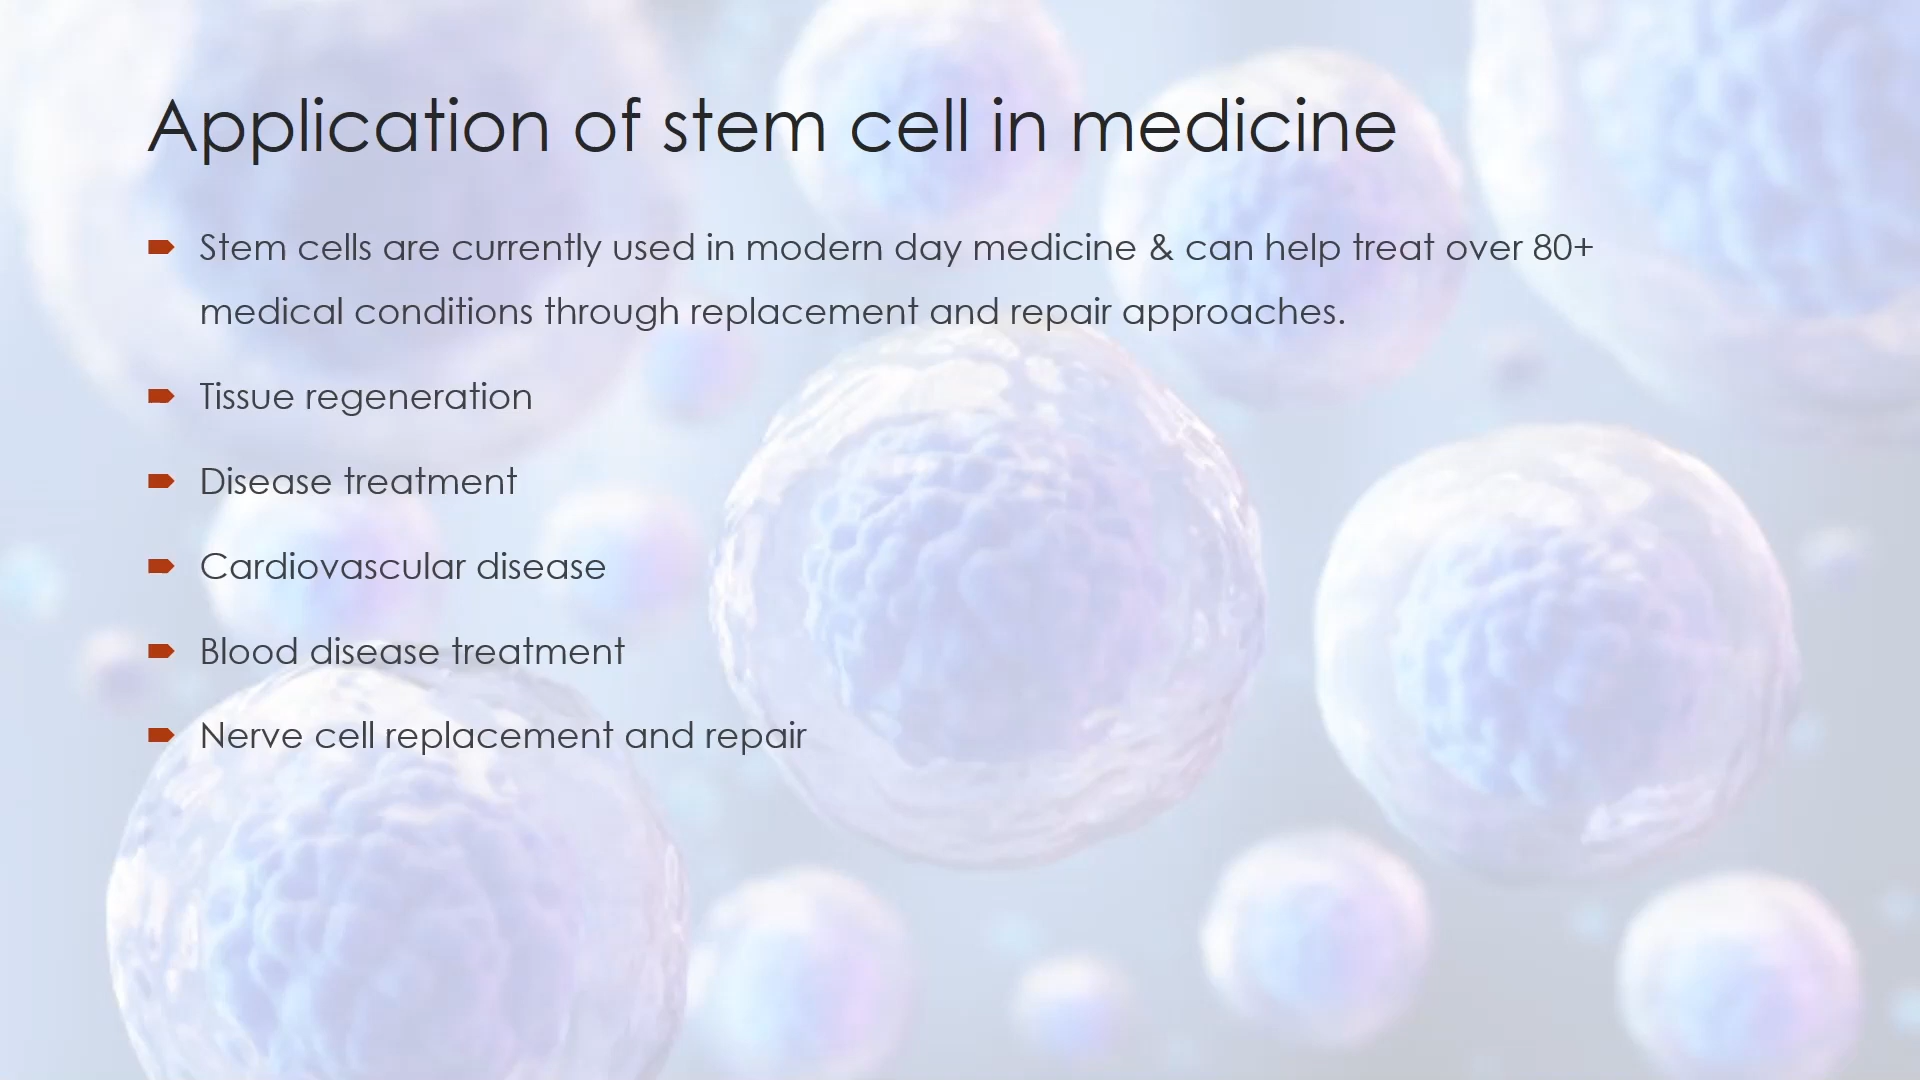 Application of stem cell in medicine
Stem cells are currently used in modern day medicine & can help treat over 80+
medical conditions through replacement and repair approaches.
Tissue regeneration
Disease treatment
Cardiovascular disease
Blood disease treatment
Nerve cell replacement and repair